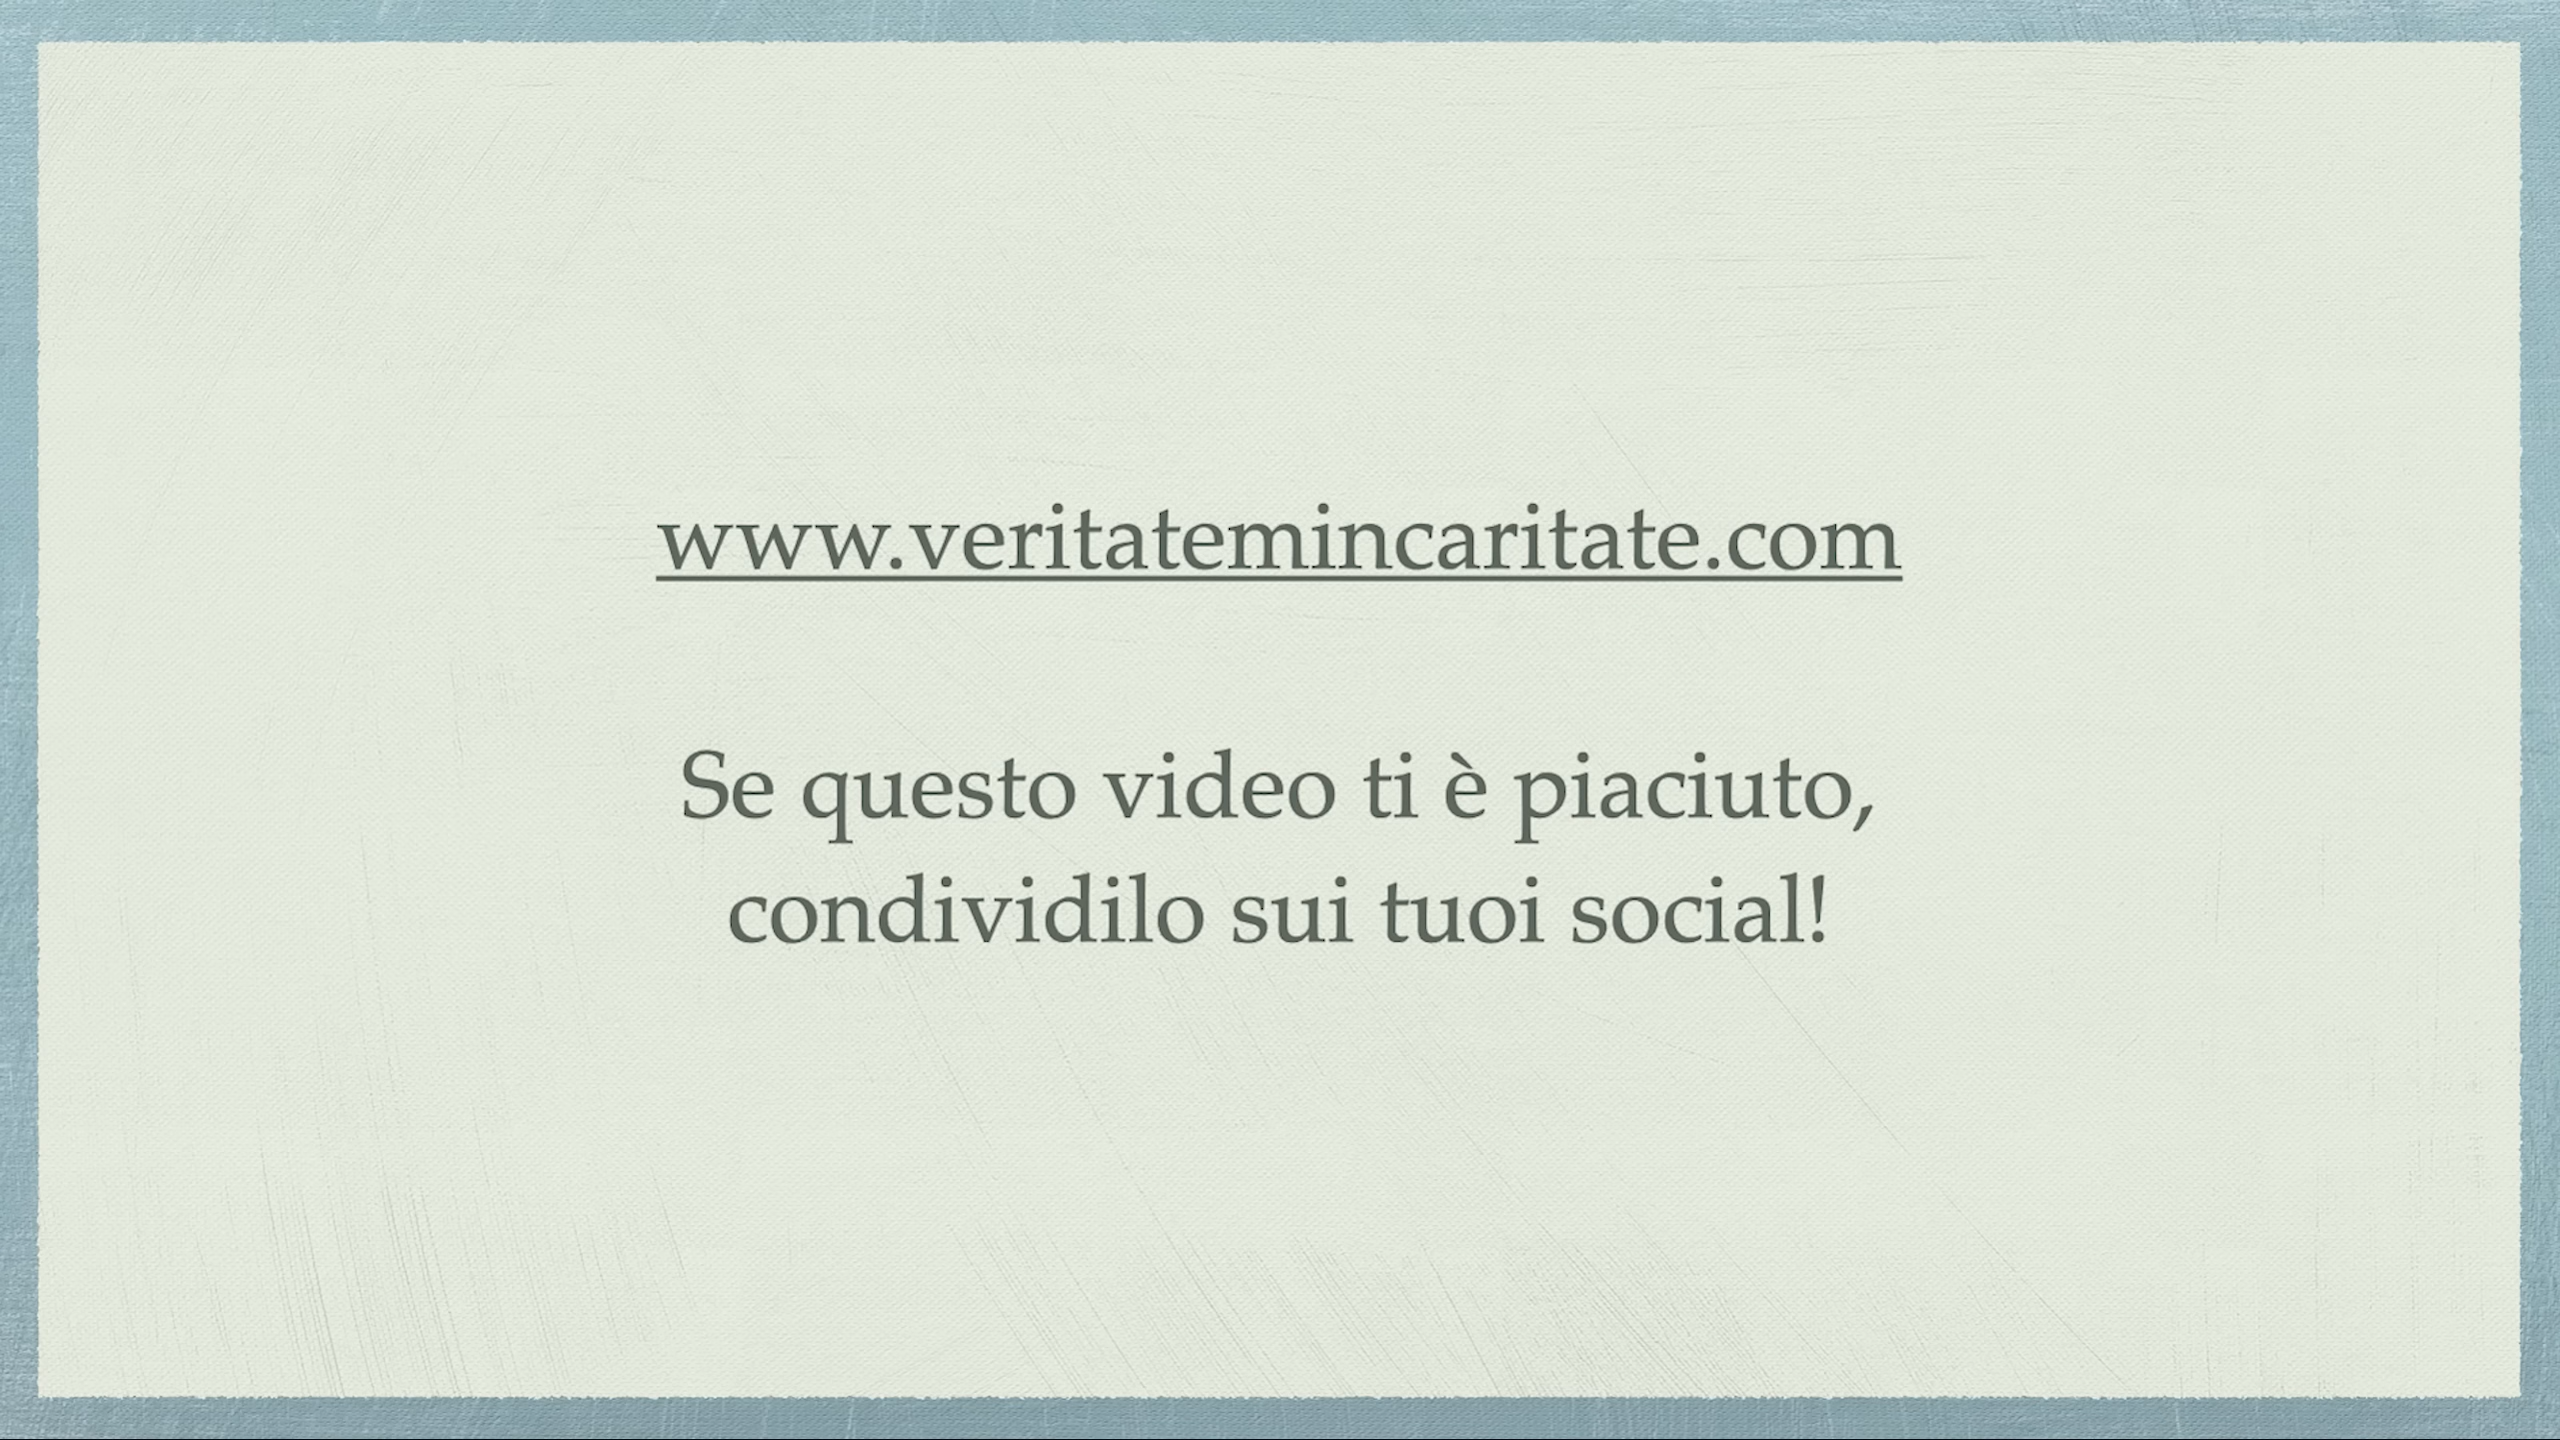 www.veritatemincaritate.com
Se questo video ti è piaciuto,
condividilo sui tuoi social!